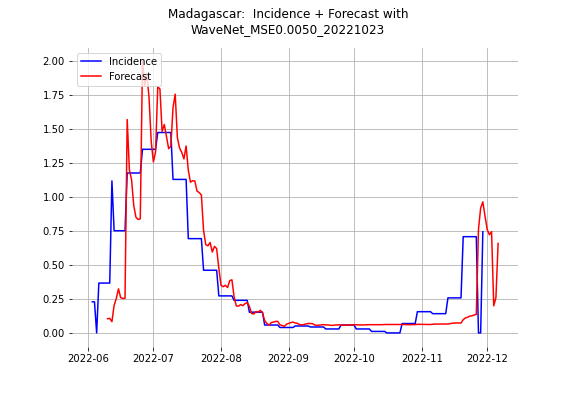 Madagascar:  Incidence + Forecast with
WaveNet_MSE0.0050_20221023
Incidence
Forecast
2.00
1.75
1.50
1.25
1.00
0.75
0.50
0.25
0.00
2022-06 2022-07 2022-08 2022-09 2022-10 2022-11 2022-12